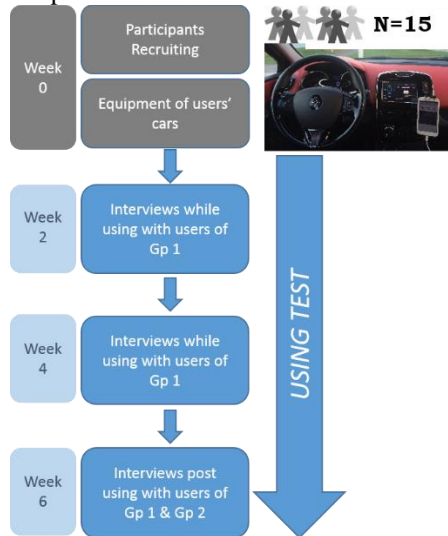 Participants
Recruiting
N=15
Week
0
Equipment of users'
cars
Week
2
Interviews while
using with users of
Gp 1
Week
4
Interviews while
using with users of
Gp 1
Week
6
Interviews post
using with users of
Gp 1 & Gp 2
USING TEST